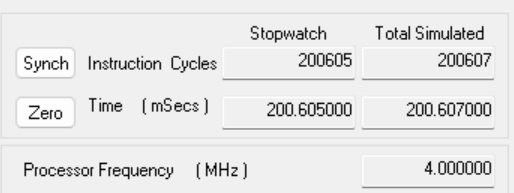 Stopwatch Total Simulated
Synch Instruction Cycles 200605 200607
Zero Time (mSecs) 200.605000 200.607000
Processor Frequency (MHz) 4.000000